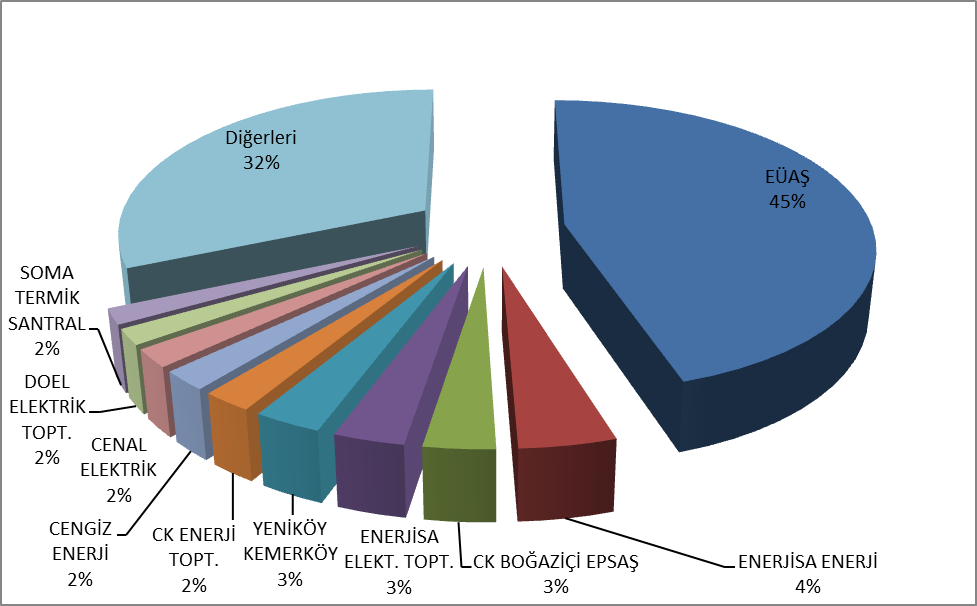 Diğerleri
32%
EÜAŞ
45%
SOMA
TERMİK
SANTRAL
2%
DOEL
ELEKTRİK
TOPT.
2%
CENAL
ELEKTRİK
2%
CENGİZ
ENERJİ
2%
CK ENERJİ
TOPT.
2%
YENİKÖY
KEMERKÖY
3%
ENERJİSA
ELEKT. TOPT.
3%
CK BOĞAZİÇİ EPSAŞ
3%
ENERJİSA ENERJİ
4%